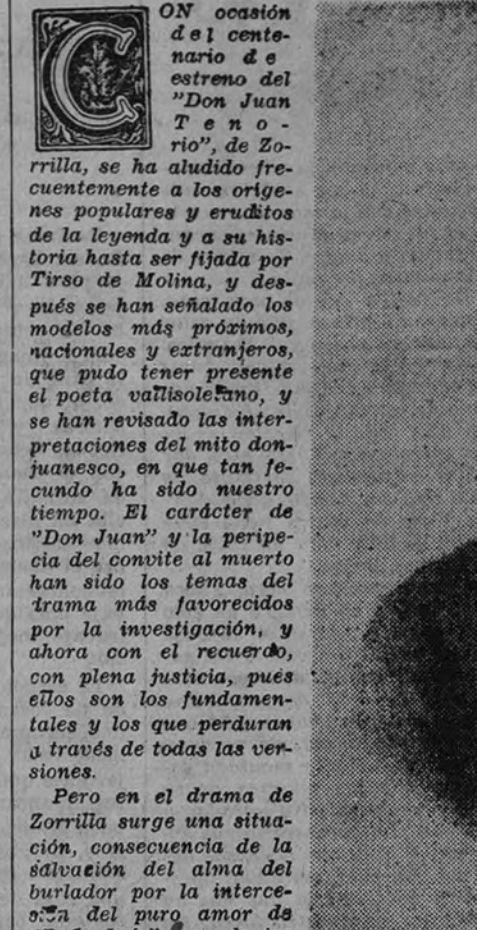 CON ocasión
del cente-
nario de
estreno del
"Don Juan
Teno-
rio", de Zo-
rrilla, se ha aludido fre-
cuentemente a los oríge-
nes populares y eruditos
de la leyenda y a su his-
toria hasta ser fijada por
Tirso de Molina, y des-
pués se han señalado los
modelos más próximos,
nacionales y extranjeros,
que pudo tener presente
el poeta vallisoletano, y
se han revisado las inter-
pretaciones del mito don-
juanesco, en que tan fe-
cundo ha sido nuestro
tiempo. El carácter de
"Don Juan" y la peripe-
cia del convite al muerto
han sido los temas del
drama más favorecidos
por la investigación, y
ahora con el recuerdo,
con plena justicia, pues
ellos son los fundamen-
tales y los que perduran
a través de todas las ver-
siones.
Pero en el drama de
Zorrilla surge una situa-
ción, consecuencia de la
salvación del alma del
burlador por la interce-
sión del puro amor de